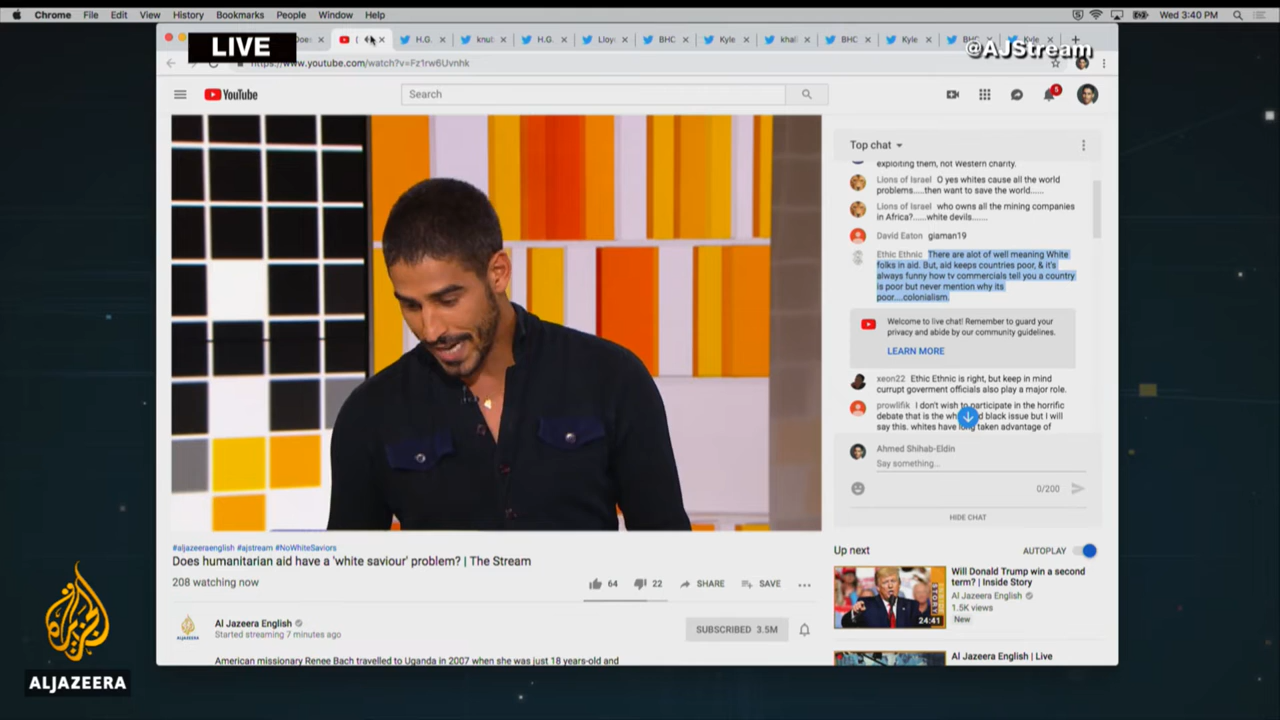 Chrome File Edit View History Bookmarks People Window Help
Wed 3:40 PM
LIVE
H.G.
knut
H.G.
Lloy
BHC
Kyle
khal
BHC
Kyle
BHC
Kyle
@AJStream
https://www.youtube.com/watch?v=Fz1rw6Uvnhk
YouTube
Search
5
Top chat
exploiting them, not Western charity.
Lions of Israel O yes whites cause all the world
problems.....then want to save the world......
Lions of Israel who owns all the mining companies
in Africa?......white devils.......
David Eaton giaman19
Ethic Ethnic There are alot of well meaning White
folks in aid. But, aid keeps countries poor, & it's
always funny how tv commercials tell you a country
is poor but never mention why its
poor....colonialism.
Welcome to live chat! Remember to guard your
privacy and abide by our community guidelines.
LEARN MORE
xeon22 Ethic Ethnic is right, but keep in mind
currupt goverment officials also play a major role.
prowlifik I don't wish to participate in the horrific
debate that is the black issue but I will
say this. whites have taken advantage of
Ahmed Shihab-Eldin
Say something...
0/200
HIDE CHAT
#aljazeeraenglish #ajstream #NoWhiteSaviors
Does humanitarian aid have a 'white saviour' problem? | The Stream
208 watching now
64 22 SHARE SAVE
Al Jazeera English
Started streaming 7 minutes ago
SUBSCRIBED 3.5M
American missionary Renee Bach travelled to Uganda in 2007 when she was just 18 years-old and
Up next
AUTOPLAY
Will Donald Trump win a second
term? | Inside Story
Al Jazeera English
1.5K views
New
24:41
Al Jazeera English | Live
ALJAZEERA